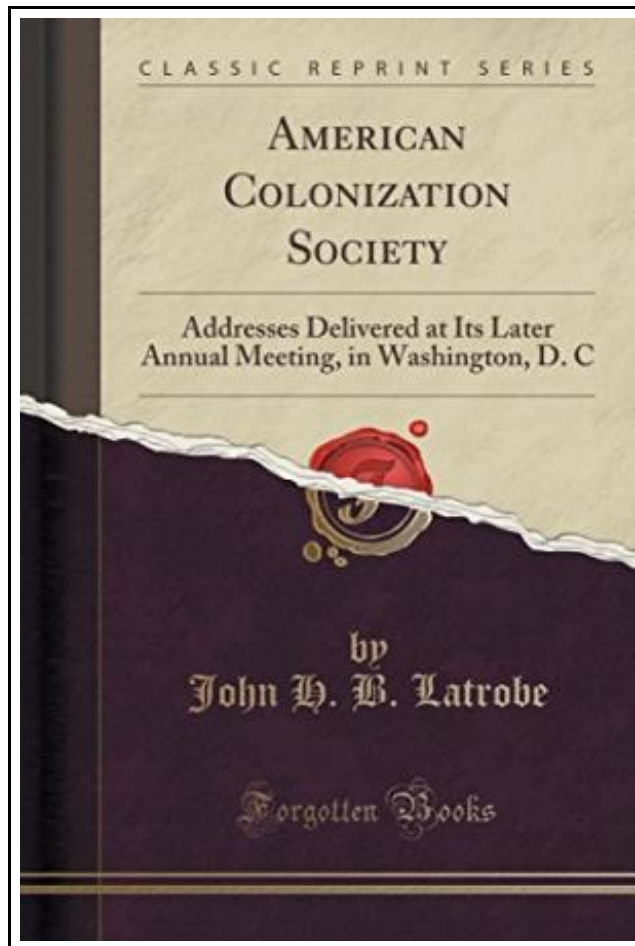 CLASSIC REPRINT SERIES
AMERICAN
COLONIZATION
SOCIETY
Addresses Delivered at Its Later
Annual Meeting, in Washington, D. C
by
John H. B. Latrobe
Forgotten Books